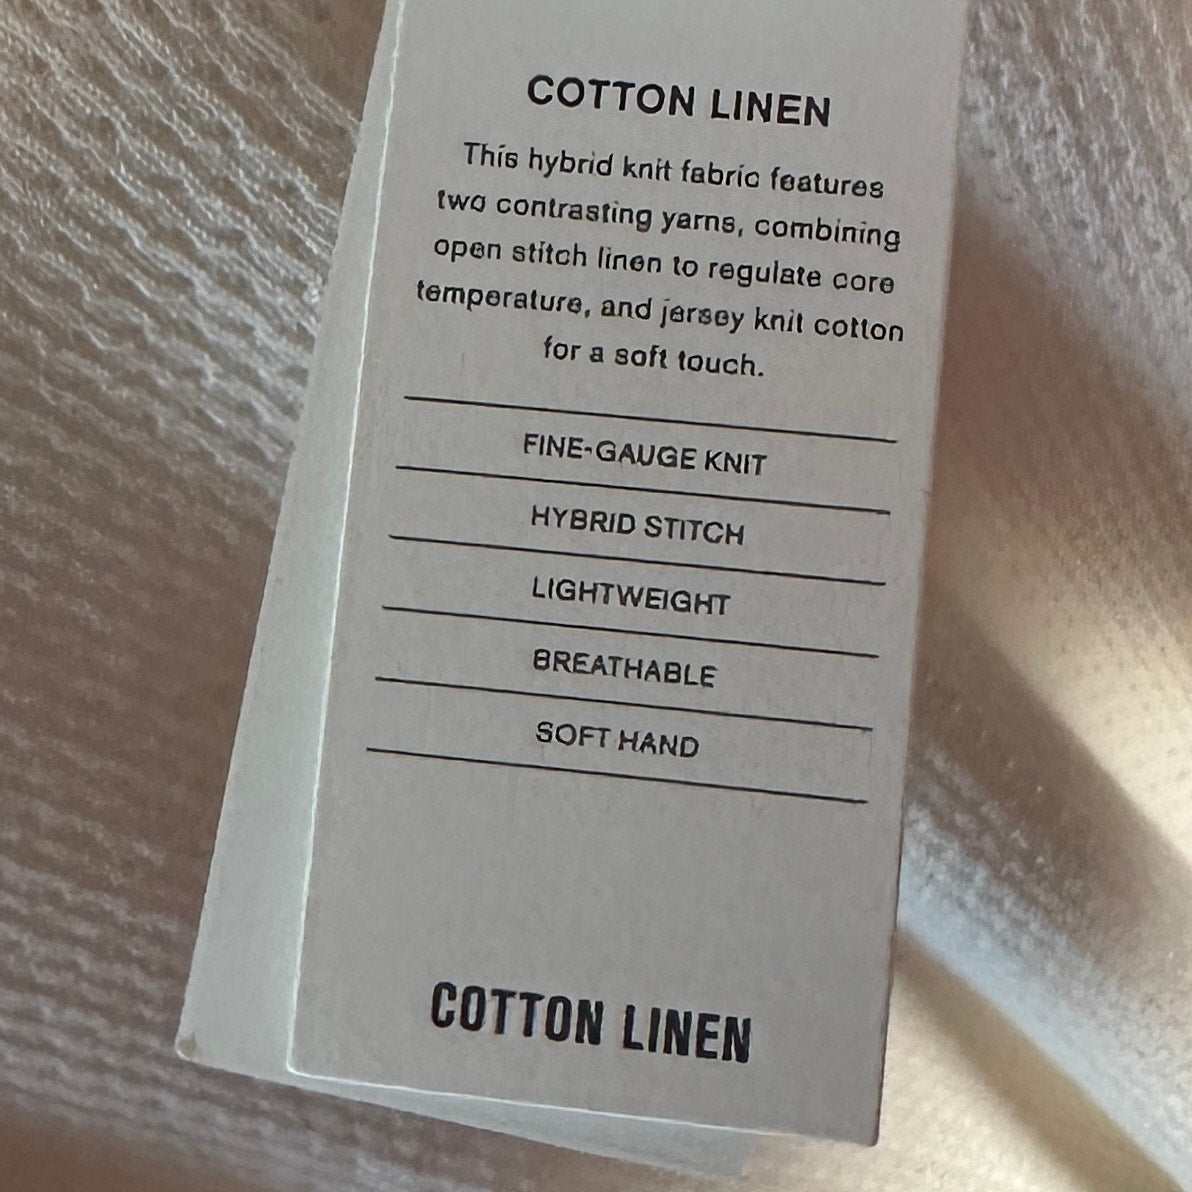 COTTON LINEN
This hybrid knit fabric features
two contrasting yarns, combining
open stitch linen to regulate core
temperature, and jersey knit cotton
for a soft touch.
FINE-GAUGE KNIT
HYBRID STITCH
LIGHTWEIGHT
BREATHABLE
SOFT HAND
COTTON LINEN